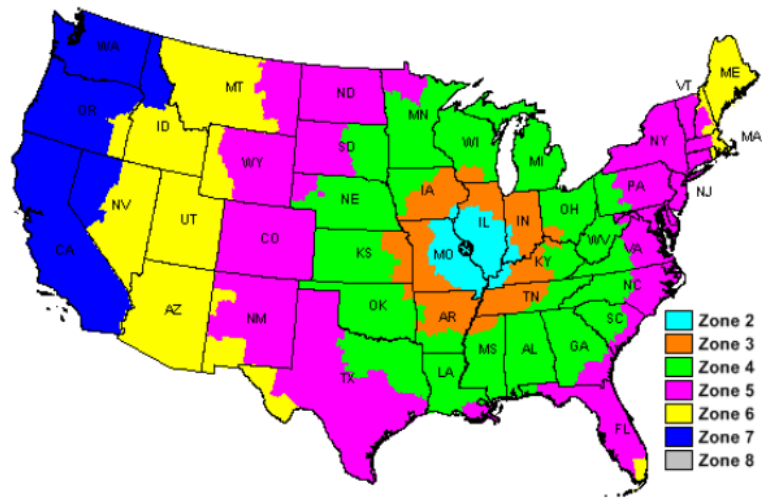 WA
MT
ND
MN
VT
ME
OR
ID
WY
SD
WI
MI
NY
MA
NV
UT
CO
NE
IA
IL
IN
OH
PA
NJ
CA
KS
MO
KY
WV
VA
AZ
NM
OK
AR
TN
NC
SC
TX
LA
MS
AL
GA
FL
Zone 2
Zone 3
Zone 4
Zone 5
Zone 6
Zone 7
Zone 8